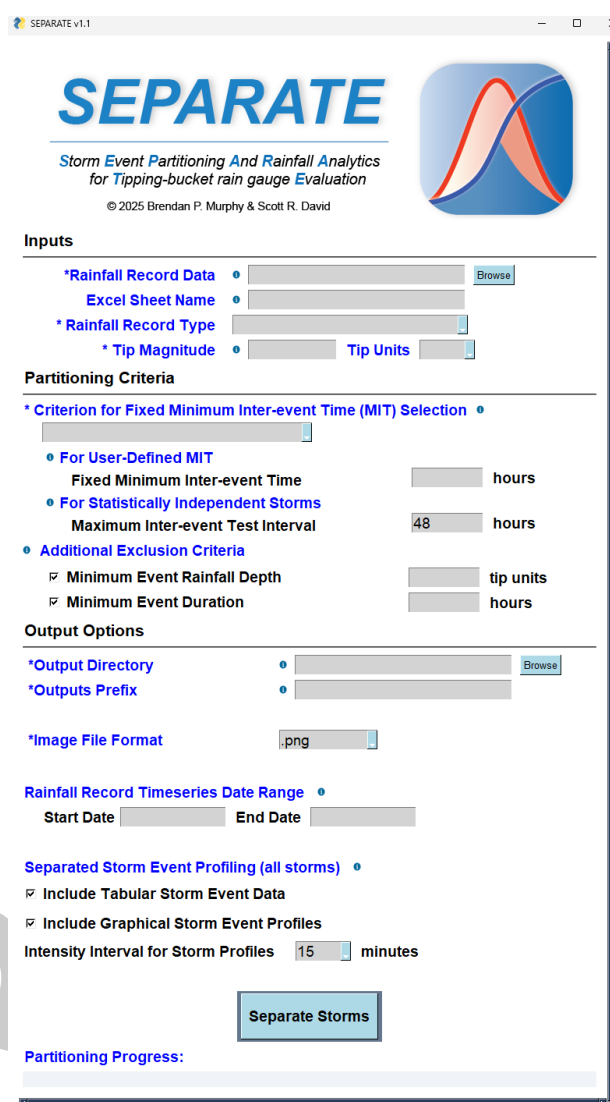 SEPARATE v1.1
SEPARATE
Storm Event Partitioning And Rainfall Analytics
for Tipping-bucket rain gauge Evaluation
© 2025 Brendan P. Murphy & Scott R. David
Inputs
*Rainfall Record Data Browse
Excel Sheet Name
* Rainfall Record Type
* Tip Magnitude Tip Units
Partitioning Criteria
* Criterion for Fixed Minimum Inter-event Time (MIT) Selection
For User-Defined MIT
Fixed Minimum Inter-event Time hours
For Statistically Independent Storms
Maximum Inter-event Test Interval 48 hours
Additional Exclusion Criteria
Minimum Event Rainfall Depth tip units
Minimum Event Duration hours
Output Options
*Output Directory Browse
*Outputs Prefix
*Image File Format .png
Rainfall Record Timeseries Date Range
Start Date End Date
Separated Storm Event Profiling (all storms)
Include Tabular Storm Event Data
Include Graphical Storm Event Profiles
Intensity Interval for Storm Profiles 15 minutes
Separate Storms
Partitioning Progress: